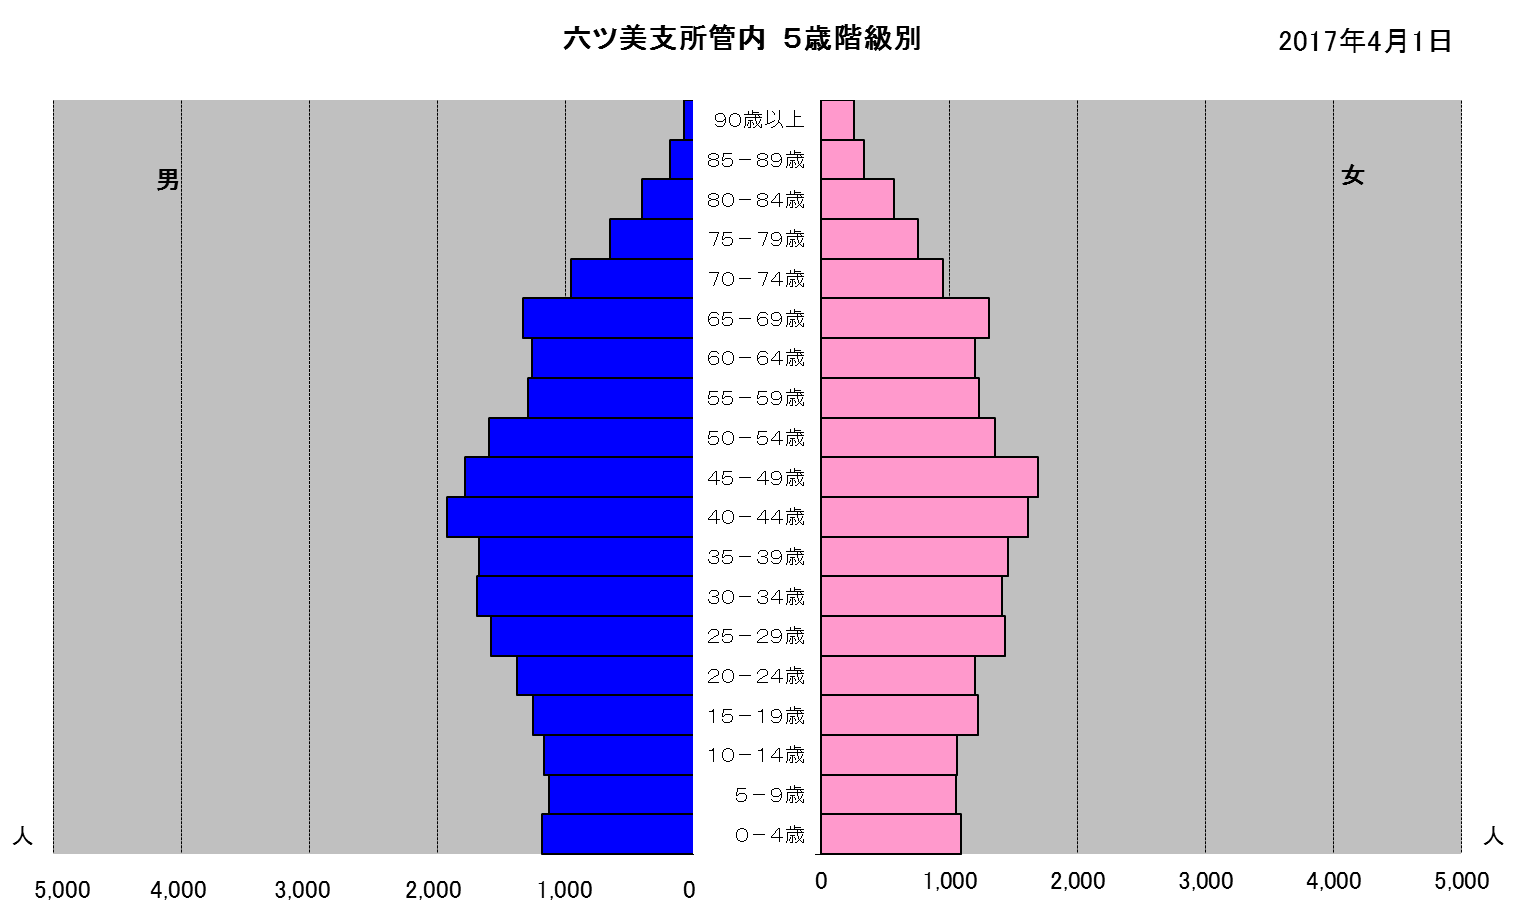 六ツ美支所管内 ５歳階級別
2017年4月1日
男
女
９０歳以上
８５－８９歳
８０－８４歳
７５－７９歳
７０－７４歳
６５－６９歳
６０－６４歳
５５－５９歳
５０－５４歳
４５－４９歳
４０－４４歳
３５－３９歳
３０－３４歳
２５－２９歳
２０－２４歳
１５－１９歳
１０－１４歳
５－９歳
０－４歳
人
人
5,000 4,000 3,000 2,000 1,000 0
0 1,000 2,000 3,000 4,000 5,000